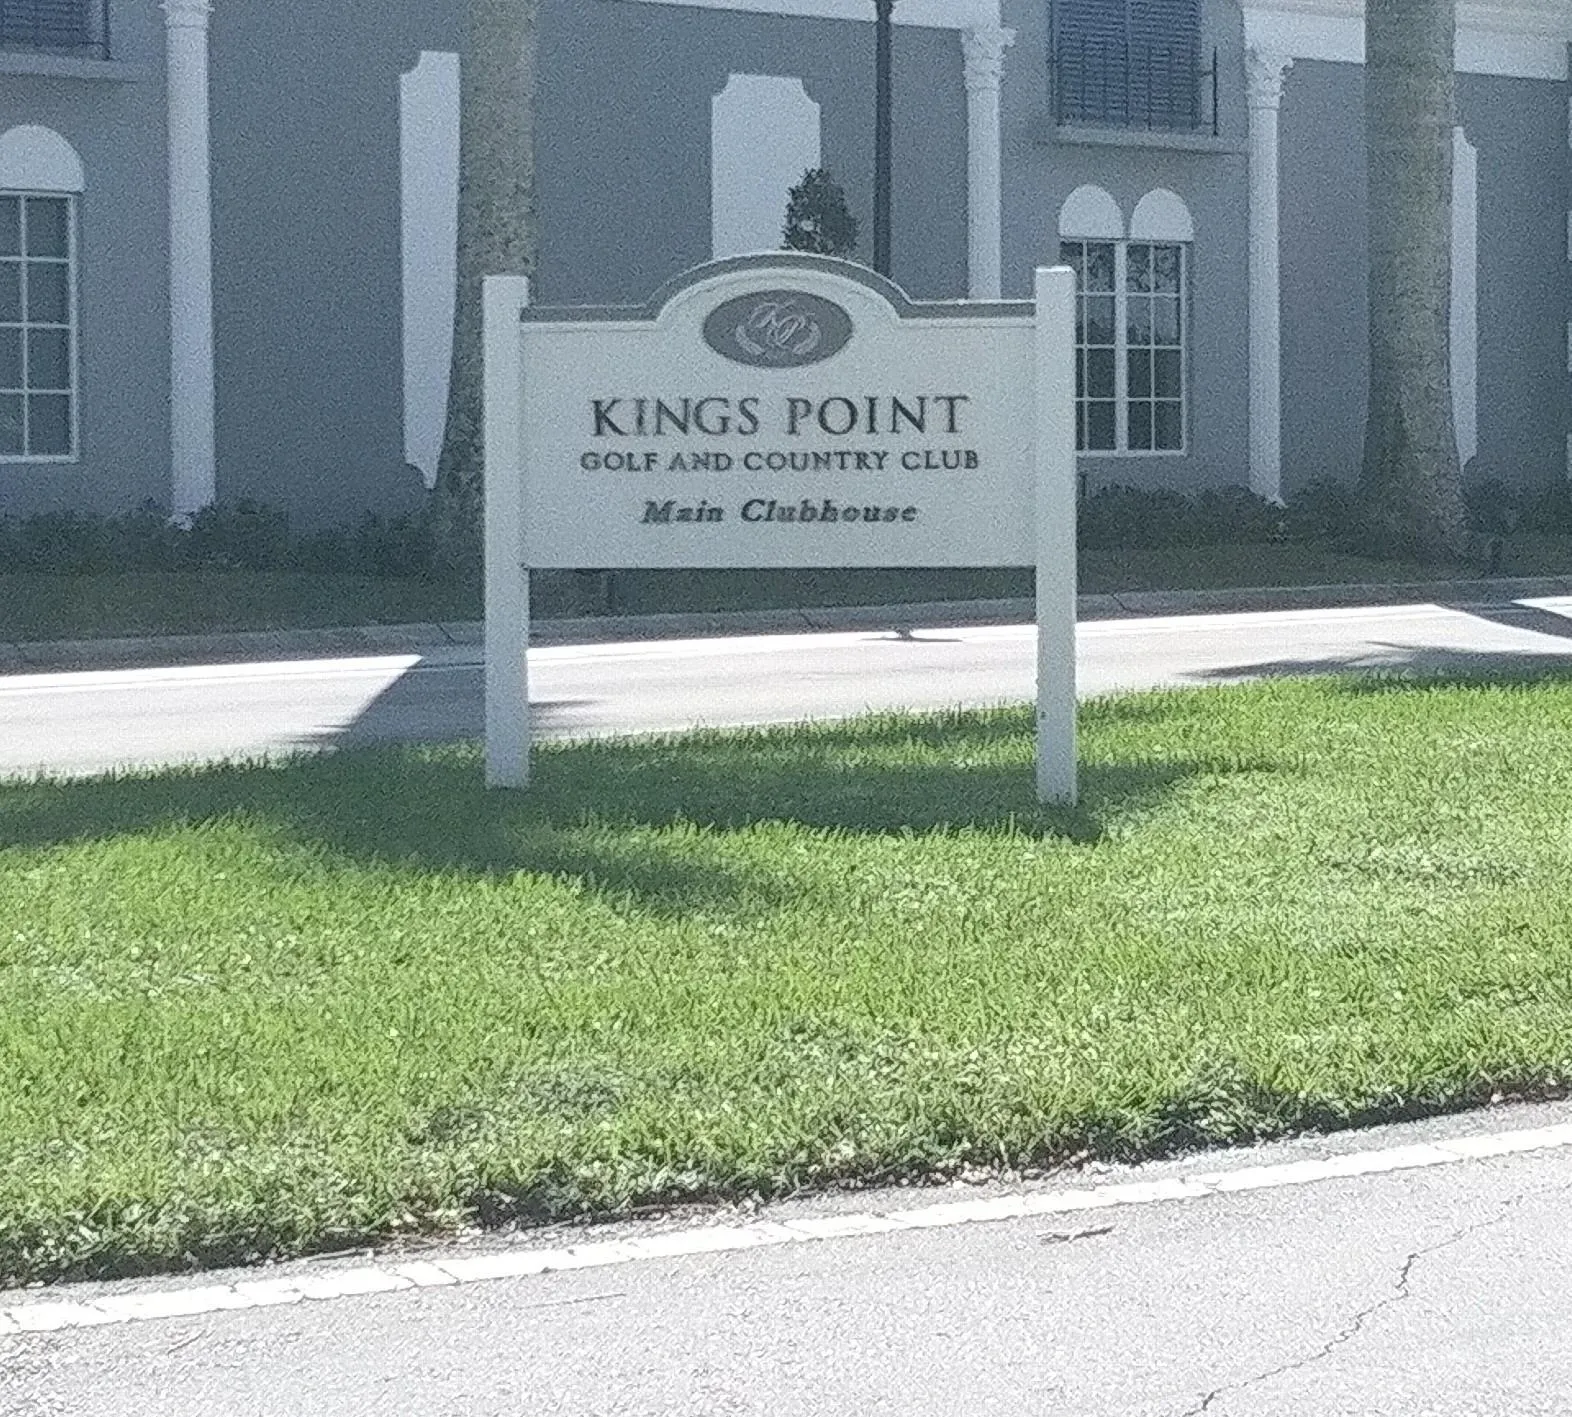 KINGS POINT
GOLF AND COUNTRY CLUB
Main Clubhouse